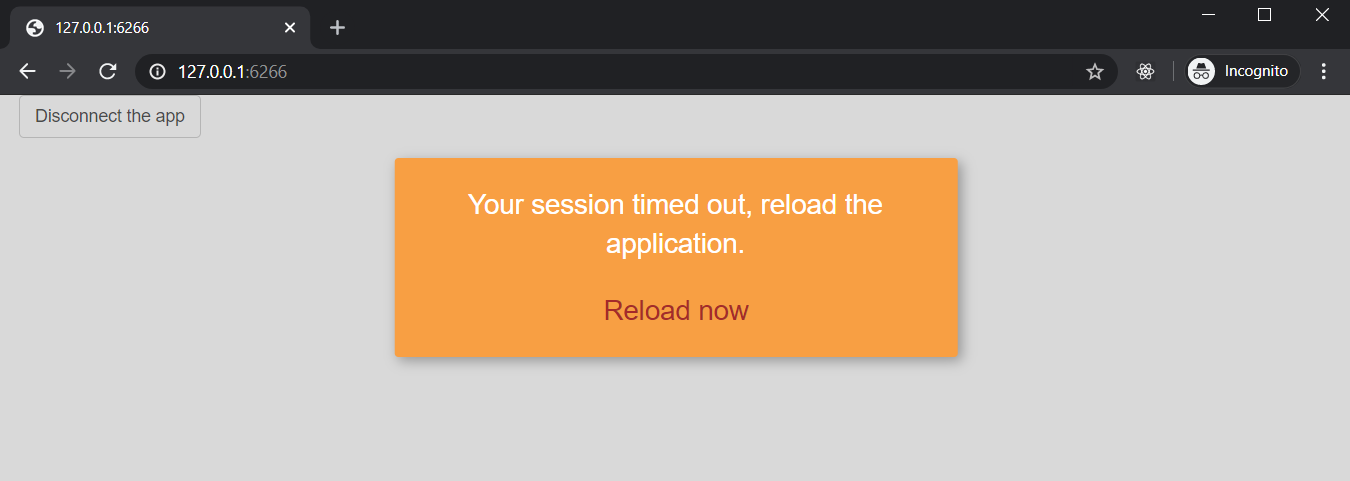 127.0.0.1:6266
127.0.0.1:6266
Incognito
Disconnect the app
Your session timed out, reload the
application.
Reload now